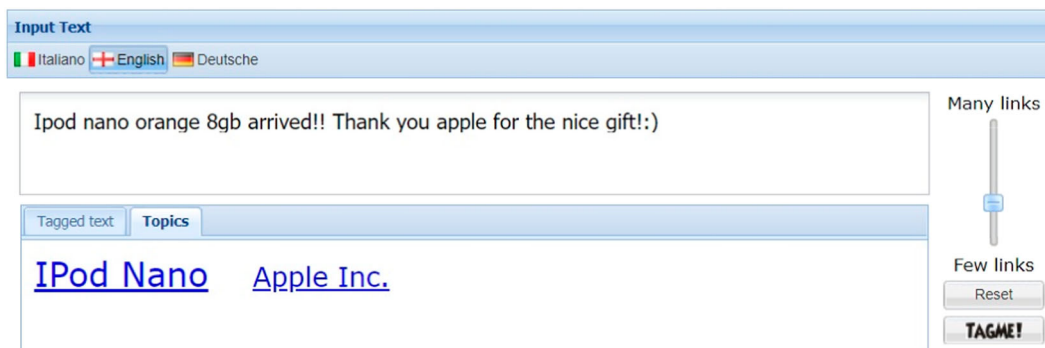 Input Text
Italiano English Deutsche
Ipod nano orange 8gb arrived!! Thank you apple for the nice gift!:)
Many links
Tagged text Topics
IPod Nano Apple Inc.
Few links
Reset
TAGME!